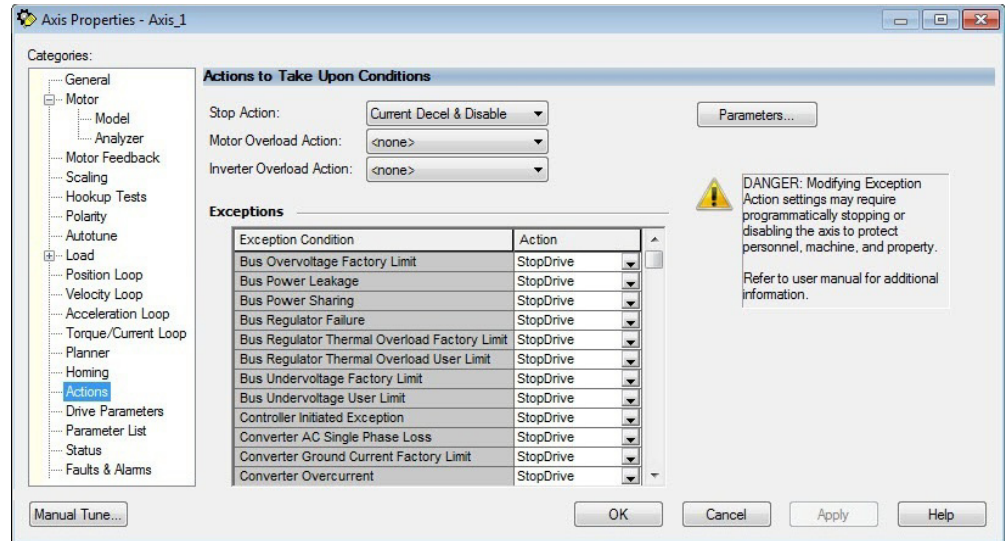 Axis Properties - Axis_1
Categories:
General
Motor
Model
Analyzer
Motor Feedback
Scaling
Hookup Tests
Polarity
Autotune
Load
Position Loop
Velocity Loop
Acceleration Loop
Torque/Current Loop
Planner
Homing
Actions
Drive Parameters
Parameter List
Status
Faults & Alarms
Actions to Take Upon Conditions
Stop Action: Current Decel & Disable
Motor Overload Action: <none>
Inverter Overload Action: <none>
Parameters...
DANGER: Modifying Exception
Action settings may require
programmatically stopping or
disabling the axis to protect
personnel, machine, and property.
Refer to user manual for additional
information.
Exceptions
Exception Condition Action
Bus Overvoltage Factory Limit StopDrive
Bus Power Leakage StopDrive
Bus Power Sharing StopDrive
Bus Regulator Failure StopDrive
Bus Regulator Thermal Overload Factory Limit StopDrive
Bus Regulator Thermal Overload User Limit StopDrive
Bus Undervoltage Factory Limit StopDrive
Bus Undervoltage User Limit StopDrive
Controller Initiated Exception StopDrive
Converter AC Single Phase Loss StopDrive
Converter Ground Current Factory Limit StopDrive
Converter Overcurrent StopDrive
Manual Tune... OK Cancel Apply Help